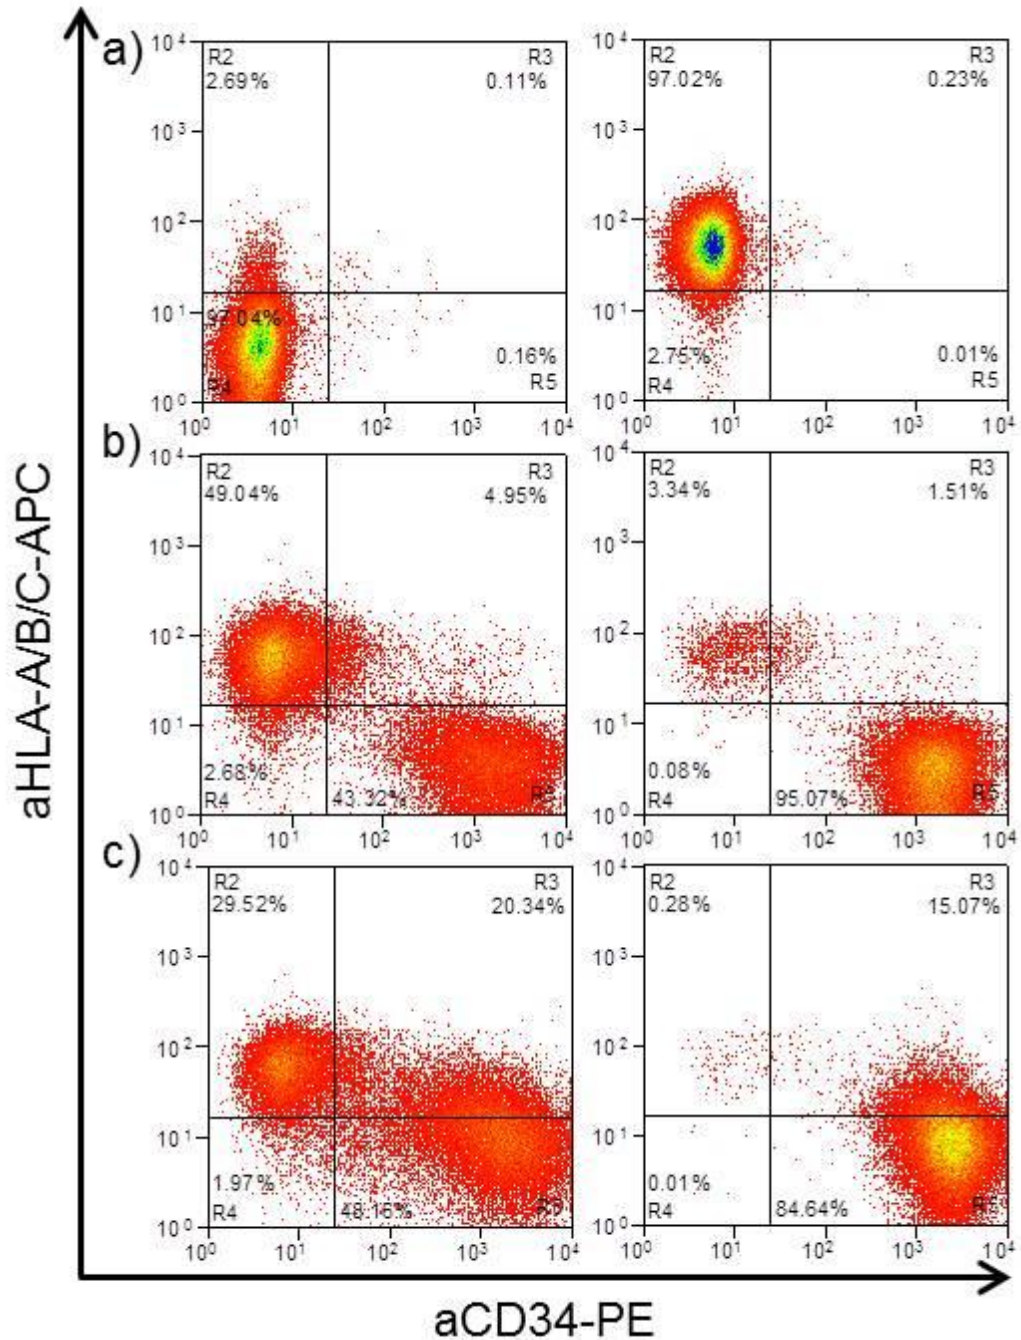 aHLA-A/B/C-APC
a)
10⁴
10³
10²
10¹
10⁰
R2 R3
2.69% 0.11%
97.04%
0.16%
R4 R5
10⁰ 10¹ 10² 10³ 10⁴
10⁴
10³
10²
10¹
10⁰
R2 R3
97.02% 0.23%
2.75% 0.01%
R4 R5
10⁰ 10¹ 10² 10³ 10⁴
b)
10⁴
10³
10²
10¹
10⁰
R2 R3
49.04% 4.95%
2.68%
R4 43.32% R5
10⁰ 10¹ 10² 10³ 10⁴
10⁴
10³
10²
10¹
10⁰
R2 R3
3.34% 1.51%
0.08%
R4 95.07% R5
10⁰ 10¹ 10² 10³ 10⁴
c)
10⁴
10³
10²
10¹
10⁰
R2 R3
29.52% 20.34%
1.97%
R4 48.16% R5
10⁰ 10¹ 10² 10³ 10⁴
10⁴
10³
10²
10¹
10⁰
R2 R3
0.28% 15.07%
0.01%
R4 84.64% R5
10⁰ 10¹ 10² 10³ 10⁴
aCD34-PE